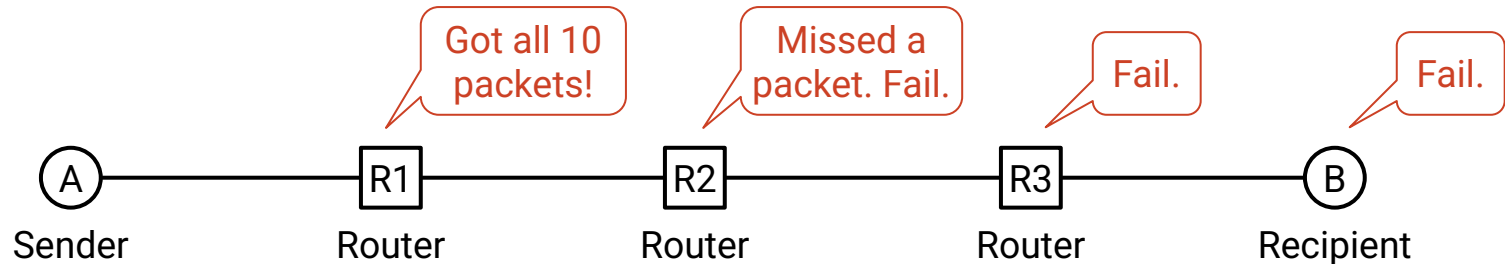 Got all 10
packets!
Missed a
packet. Fail.
Fail.
Fail.
A
R1
R2
R3
B
Sender
Router
Router
Router
Recipient